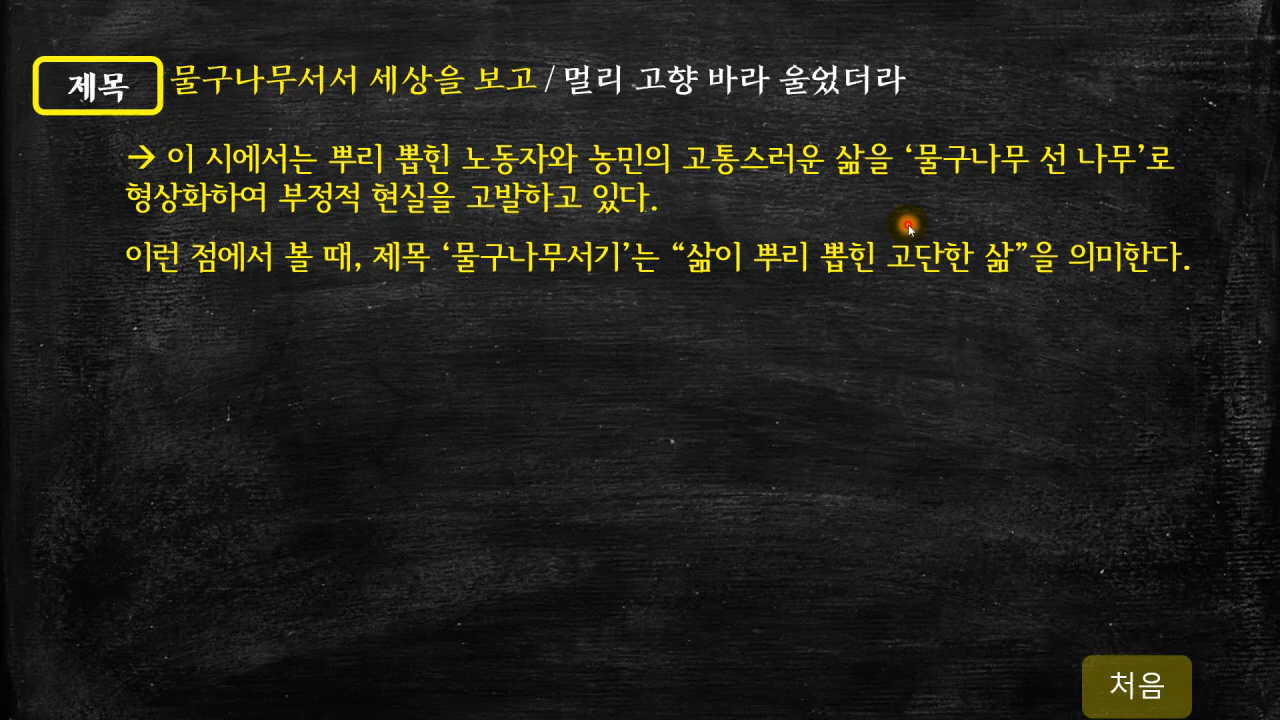 제목 물구나무서서 세상을 보고 / 멀리 고향 바라 울었더라
→ 이 시에서는 뿌리 뽑힌 노동자와 농민의 고통스러운 삶을 ‘물구나무 선 나무’로
형상화하여 부정적 현실을 고발하고 있다.
이런 점에서 볼 때, 제목 ‘물구나무서기’는 “삶이 뿌리 뽑힌 고단한 삶”을 의미한다.
처음